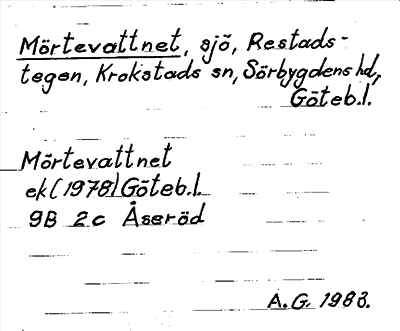 Mörtevattnet, sjö, Restads-
tegen, Krokstads sn, Sörbygdens hd,
Göteb.l.
Mörtevattnet
ek (1978) Göteb.l.
9B 2c Åseröd
A.G. 1983.